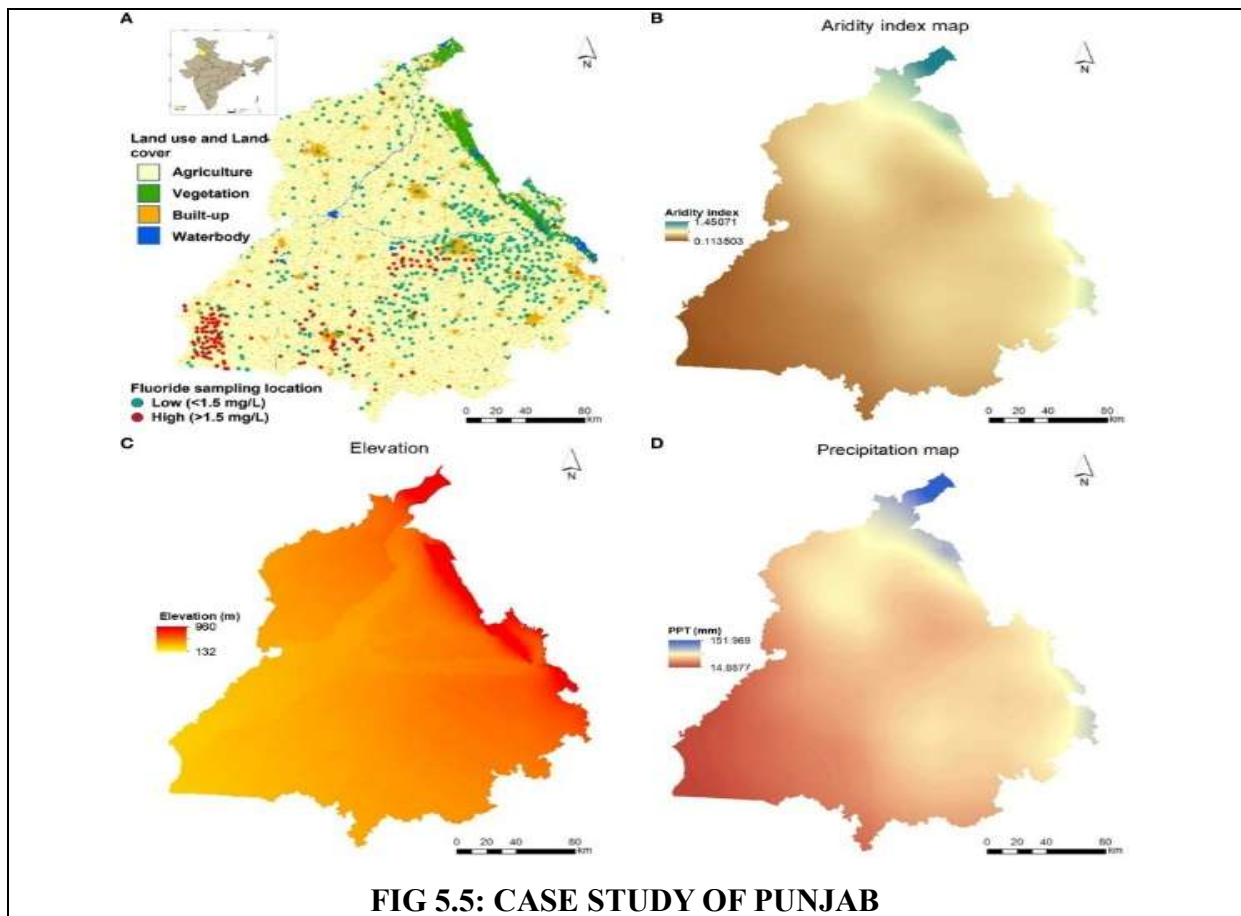 A
N
Land use and Land-
cover
Agriculture
Vegetation
Built-up
Waterbody
Fluoride sampling location
Low (<1.5 mg/L)
High (>1.5 mg/L)
0 20 40 80
km
B
Aridity index map
N
Aridity index
1.45071
0.113503
0 20 40 80
km
C
Elevation
N
Elevation (m)
960
132
0 20 40 80
km
D
Precipitation map
N
PPT (mm)
151.969
14.8877
0 20 40 80
km
FIG 5.5: CASE STUDY OF PUNJAB